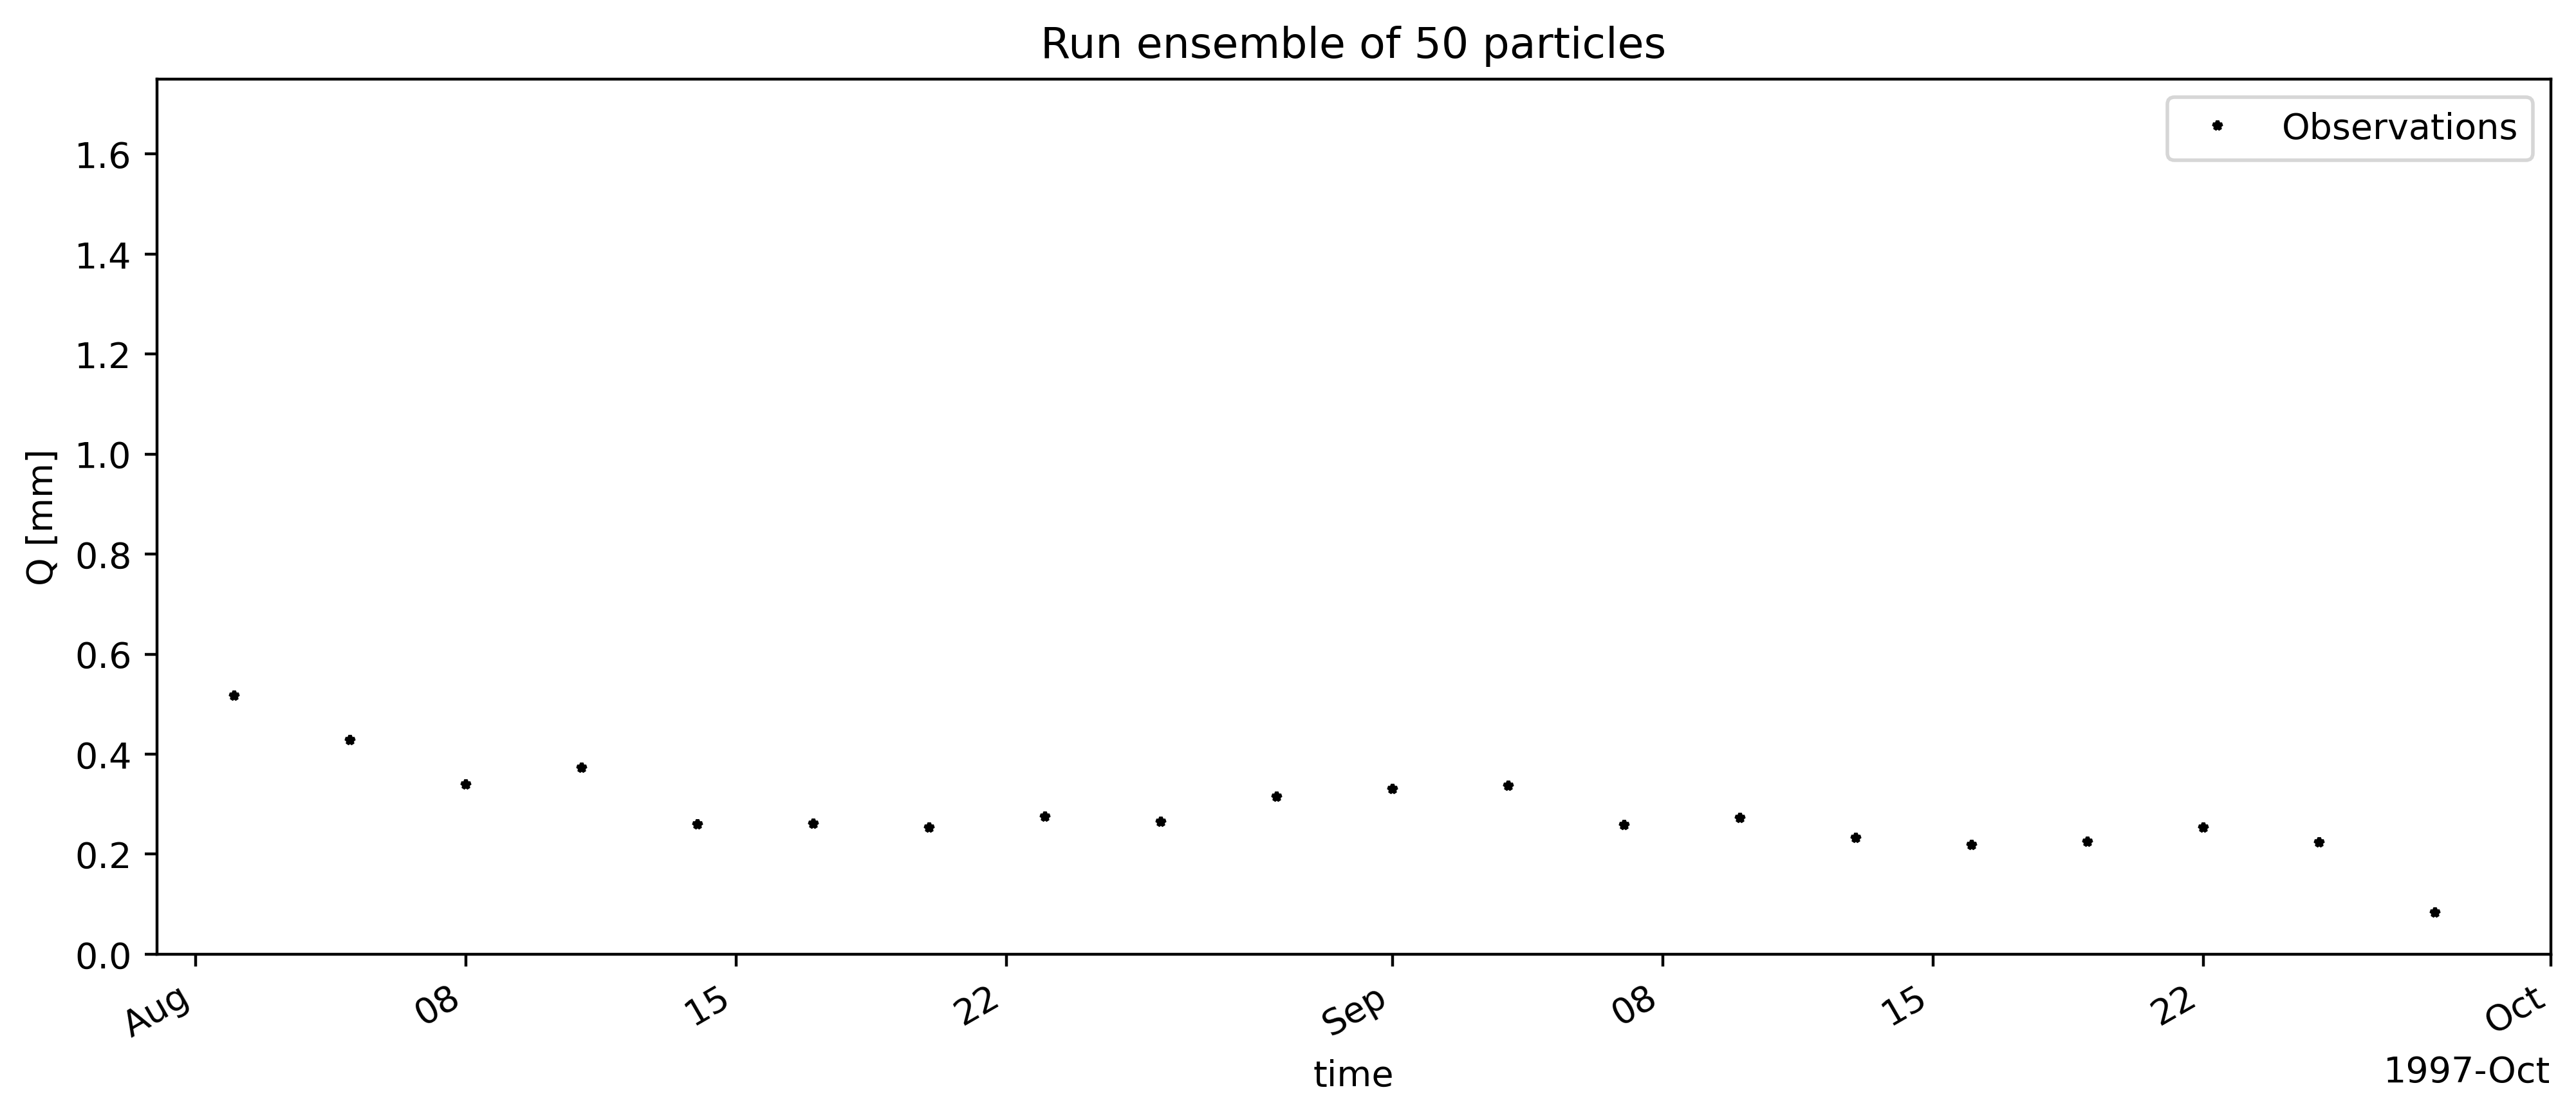 Run ensemble of 50 particles
Observations
Q [mm]
1.6
1.4
1.2
1.0
0.8
0.6
0.4
0.2
0.0
Aug 08 15 22 Sep 08 15 22 Oct
time
1997-Oct